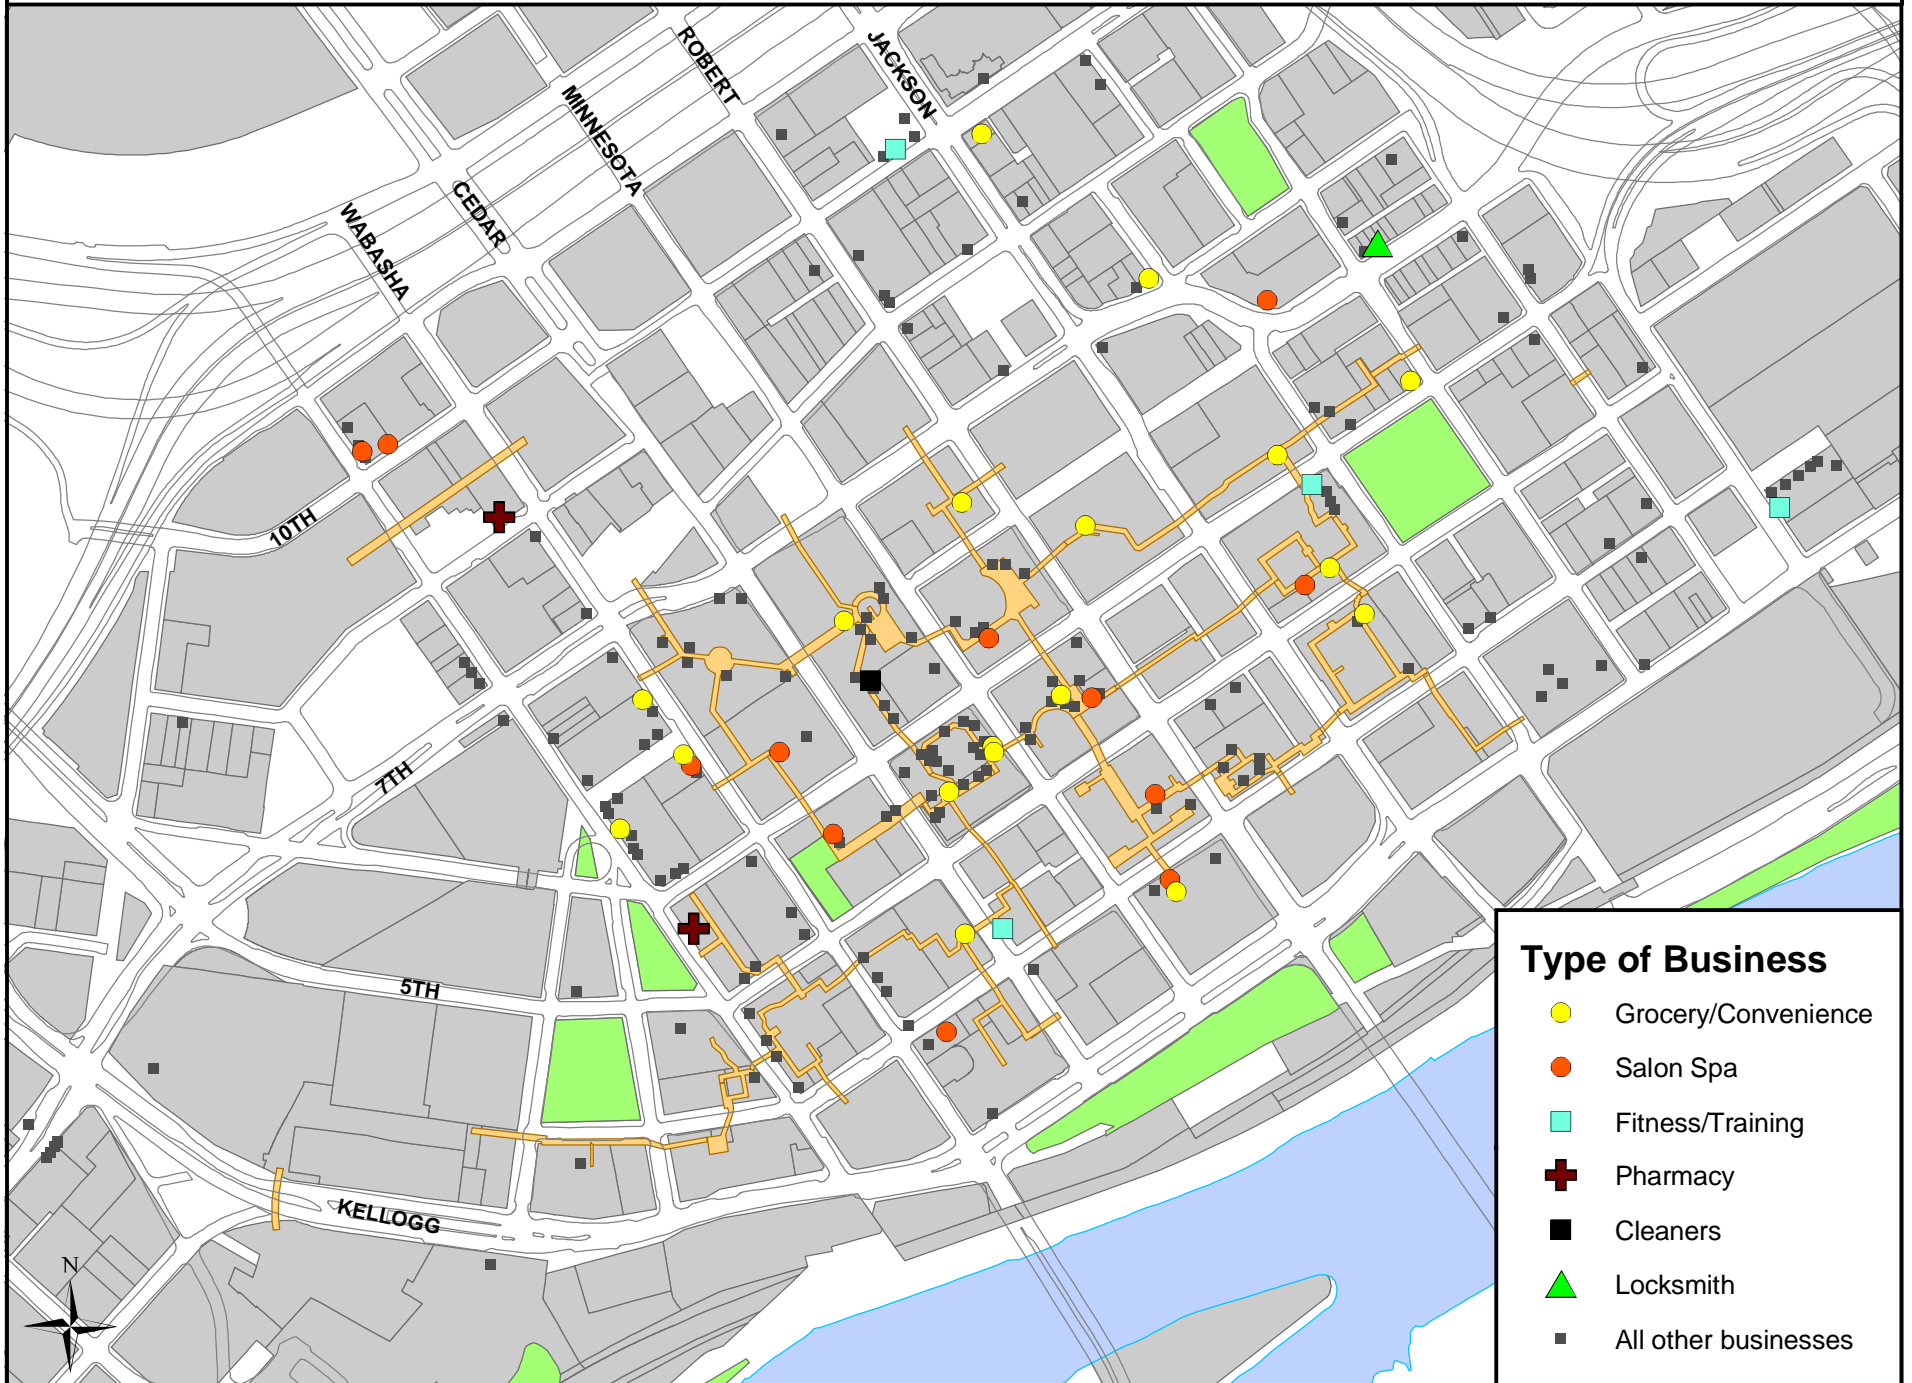 JACKSON
ROBERT
MINNESOTA
CEDAR
WABASHA
10TH
7TH
5TH
KELLOGG
N
Type of Business
Grocery/Convenience
Salon Spa
Fitness/Training
Pharmacy
Cleaners
Locksmith
All other businesses